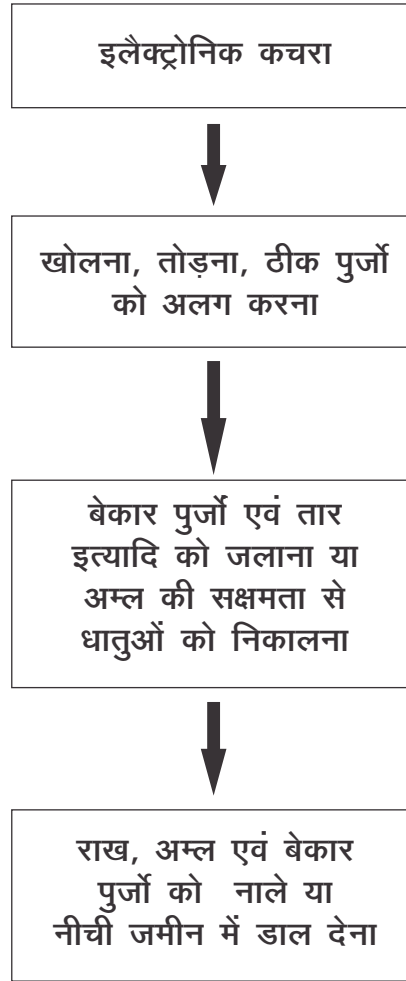 इलैक्ट्रोनिक कचरा
खोलना, तोड़ना, ठीक पुर्जो
को अलग करना
बेकार पुर्जों एवं तार
इत्यादि को जलाना या
अम्ल की सक्षमता से
धातुओं को निकालना
राख, अम्ल एवं बेकार
पुर्जो को नाले या
नीची जमीन में डाल देना